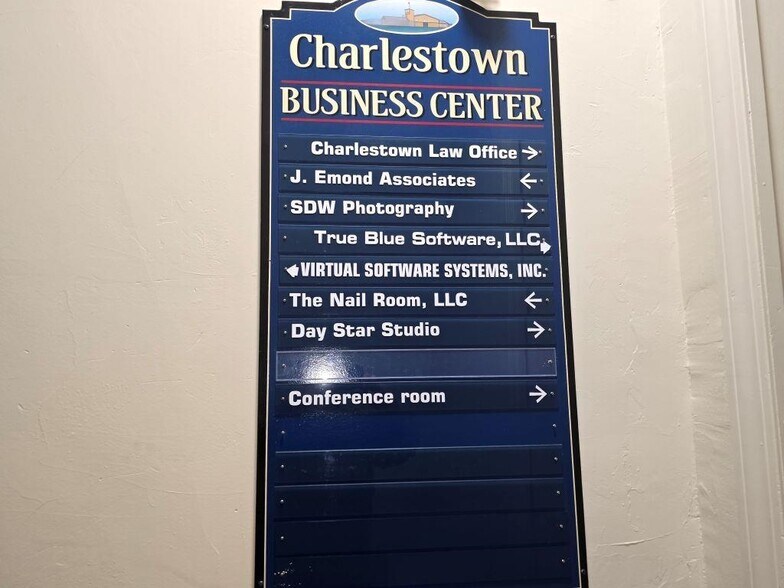 Charlestown
BUSINESS CENTER
Charlestown Law Office →
J. Emond Associates ←
SDW Photography →
True Blue Software, LLC. →
← VIRTUAL SOFTWARE SYSTEMS, INC.
The Nail Room, LLC ←
Day Star Studio →
Conference room →